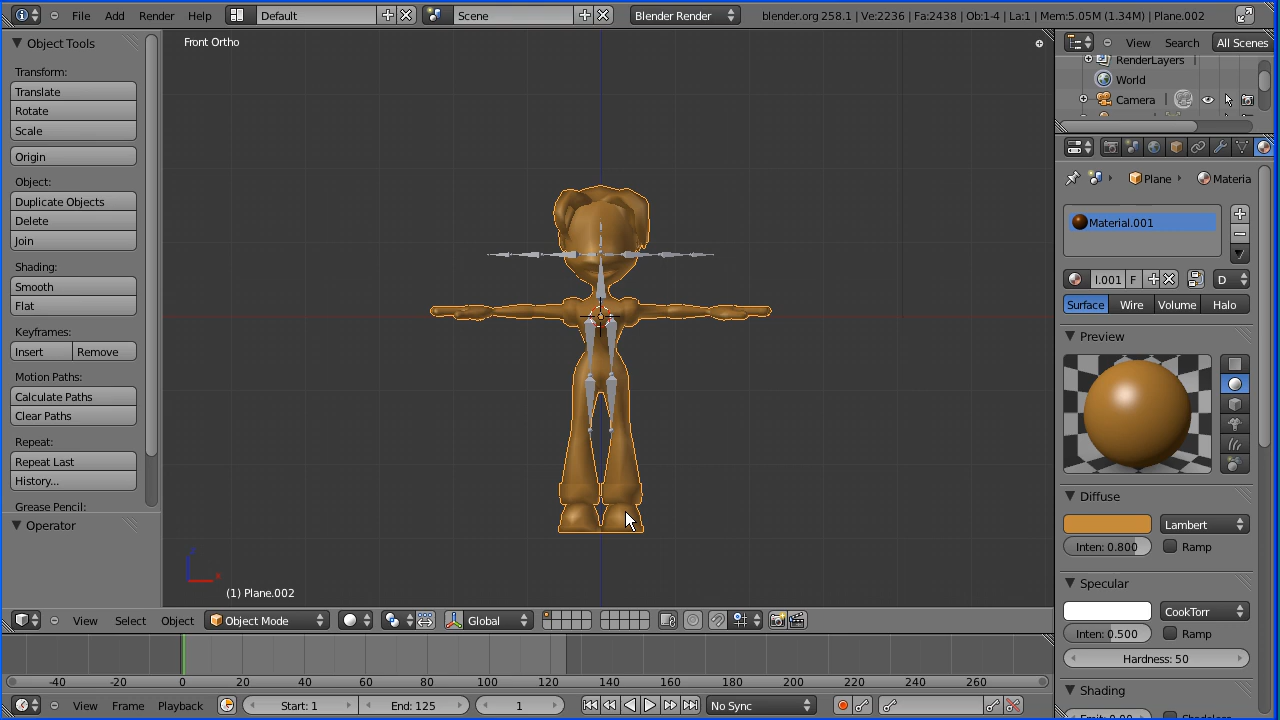 File Add Render Help Default Scene Blender Render blender.org 258.1 | Ve:2236 | Fa:2438 | Ob:1-4 | La:1 | Mem:5.05M (1.34M) | Plane.002
Object Tools
Transform:
Translate
Rotate
Scale
Origin
Object:
Duplicate Objects
Delete
Join
Shading:
Smooth
Flat
Keyframes:
Insert Remove
Motion Paths:
Calculate Paths
Clear Paths
Repeat:
Repeat Last
History...
Grease Pencil:
Operator
Front Ortho
(1) Plane.002
View Select Object Object Mode Global
-40 -20 0 20 40 60 80 100 120 140 160 180 200 220 240 260
View Frame Playback Start: 1 End: 125 1 No Sync
View Search All Scenes
RenderLayers
World
Camera
Plane Materia
Material.001
I.001 F D
Surface Wire Volume Halo
Preview
Diffuse
Lambert
Inten: 0.800 Ramp
Specular
CookTorr
Inten: 0.500 Ramp
Hardness: 50
Shading